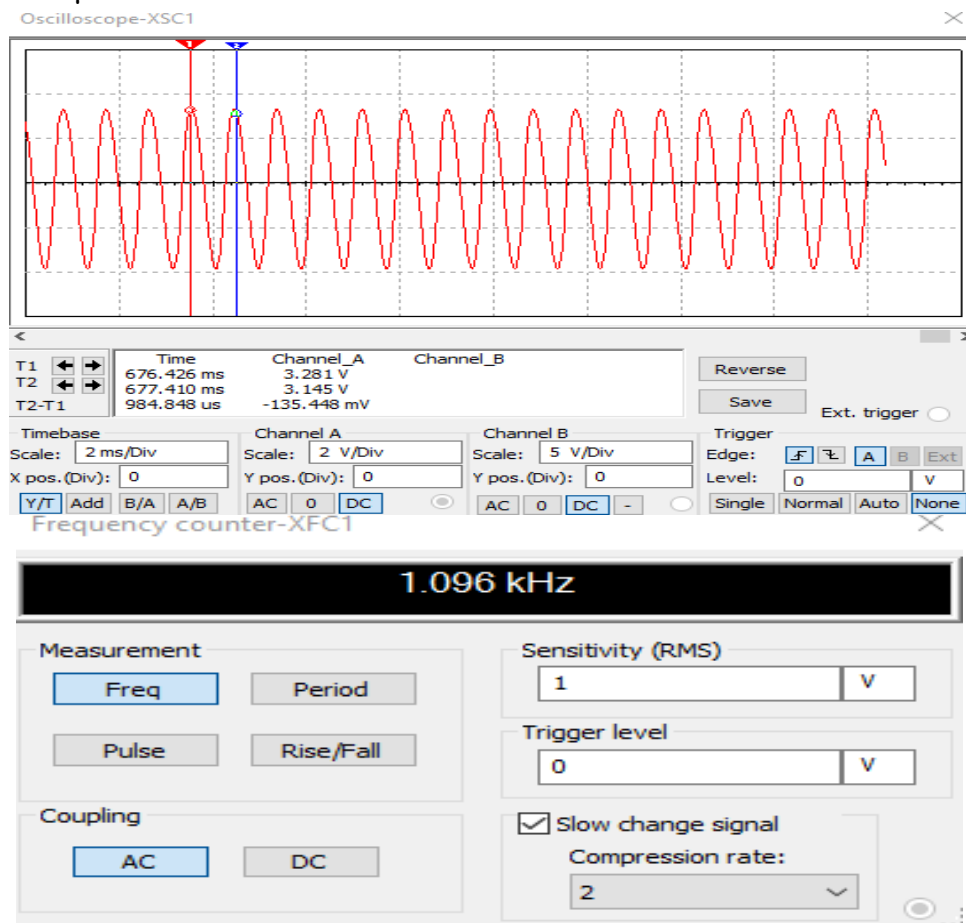 Oscilloscope-XSC1
1 2
Time Channel_A Channel_B
T1 676.426 ms 3.281 V
T2 677.410 ms 3.145 V
T2-T1 984.848 us -135.448 mV
Reverse
Save
Ext. trigger
Timebase Channel A Channel B Trigger
Scale: 2 ms/Div Scale: 2 V/Div Scale: 5 V/Div Edge: A B Ext
X pos.(Div): 0 Y pos.(Div): 0 Y pos.(Div): 0 Level: 0 V
Y/T Add B/A A/B AC 0 DC AC 0 DC - Single Normal Auto None
Frequency counter-XFC1
1.096 kHz
Measurement Sensitivity (RMS)
Freq Period 1 V
Trigger level
Pulse Rise/Fall 0 V
Coupling Slow change signal
AC DC Compression rate:
2